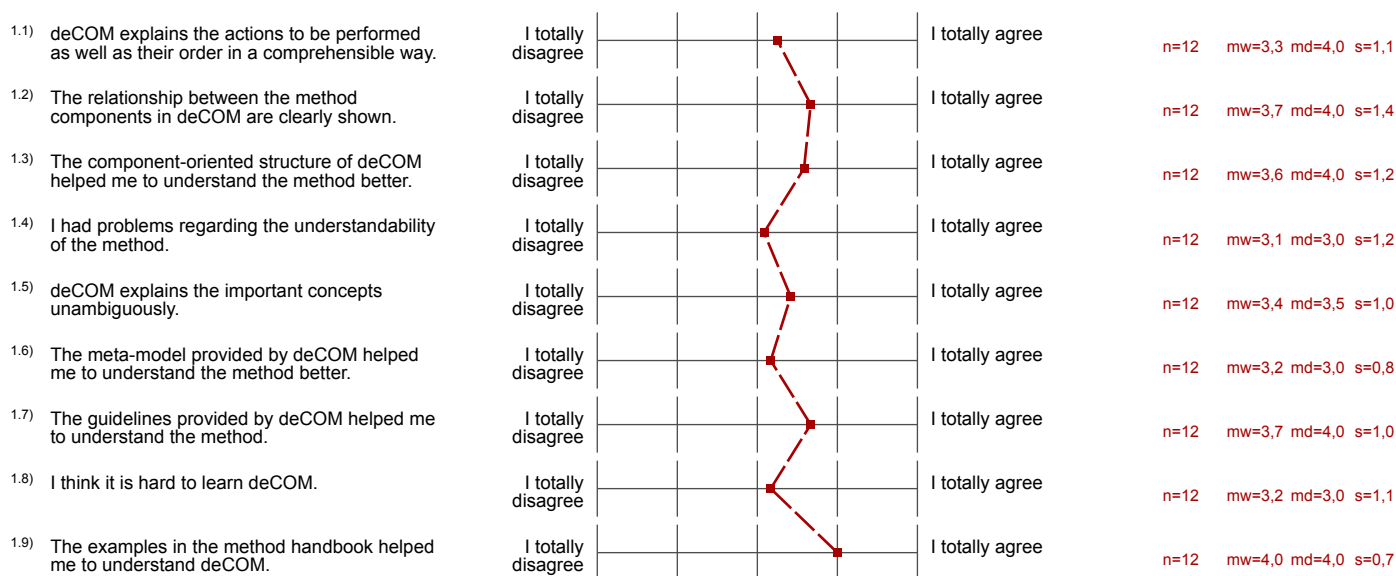 1.1) deCOM explains the actions to be performed
as well as their order in a comprehensible way.
I totally
disagree
I totally agree
n=12 mw=3,3 md=4,0 s=1,1
1.2) The relationship between the method
components in deCOM are clearly shown.
I totally
disagree
I totally agree
n=12 mw=3,7 md=4,0 s=1,4
1.3) The component-oriented structure of deCOM
helped me to understand the method better.
I totally
disagree
I totally agree
n=12 mw=3,6 md=4,0 s=1,2
1.4) I had problems regarding the understandability
of the method.
I totally
disagree
I totally agree
n=12 mw=3,1 md=3,0 s=1,2
1.5) deCOM explains the important concepts
unambiguously.
I totally
disagree
I totally agree
n=12 mw=3,4 md=3,5 s=1,0
1.6) The meta-model provided by deCOM helped
me to understand the method better.
I totally
disagree
I totally agree
n=12 mw=3,2 md=3,0 s=0,8
1.7) The guidelines provided by deCOM helped me
to understand the method.
I totally
disagree
I totally agree
n=12 mw=3,7 md=4,0 s=1,0
1.8) I think it is hard to learn deCOM.
I totally
disagree
I totally agree
n=12 mw=3,2 md=3,0 s=1,1
1.9) The examples in the method handbook helped
me to understand deCOM.
I totally
disagree
I totally agree
n=12 mw=4,0 md=4,0 s=0,7